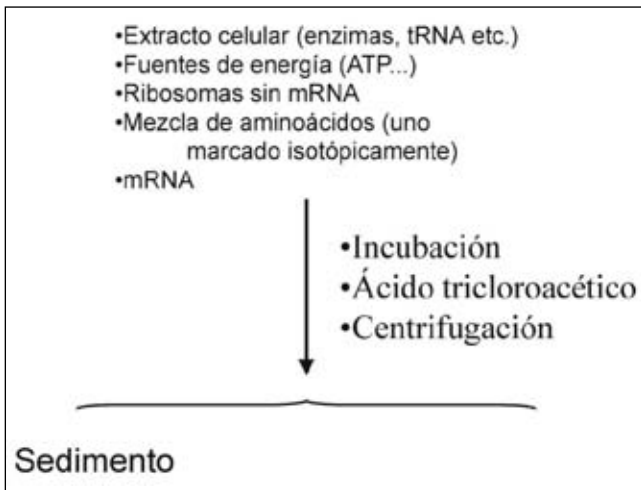 •Extracto celular (enzimas, tRNA etc.)
•Fuentes de energía (ATP...)
•Ribosomas sin mRNA
•Mezcla de aminoácidos (uno
marcado isotópicamente)
•mRNA
•Incubación
•Ácido tricloroacético
•Centrifugación
Sedimento